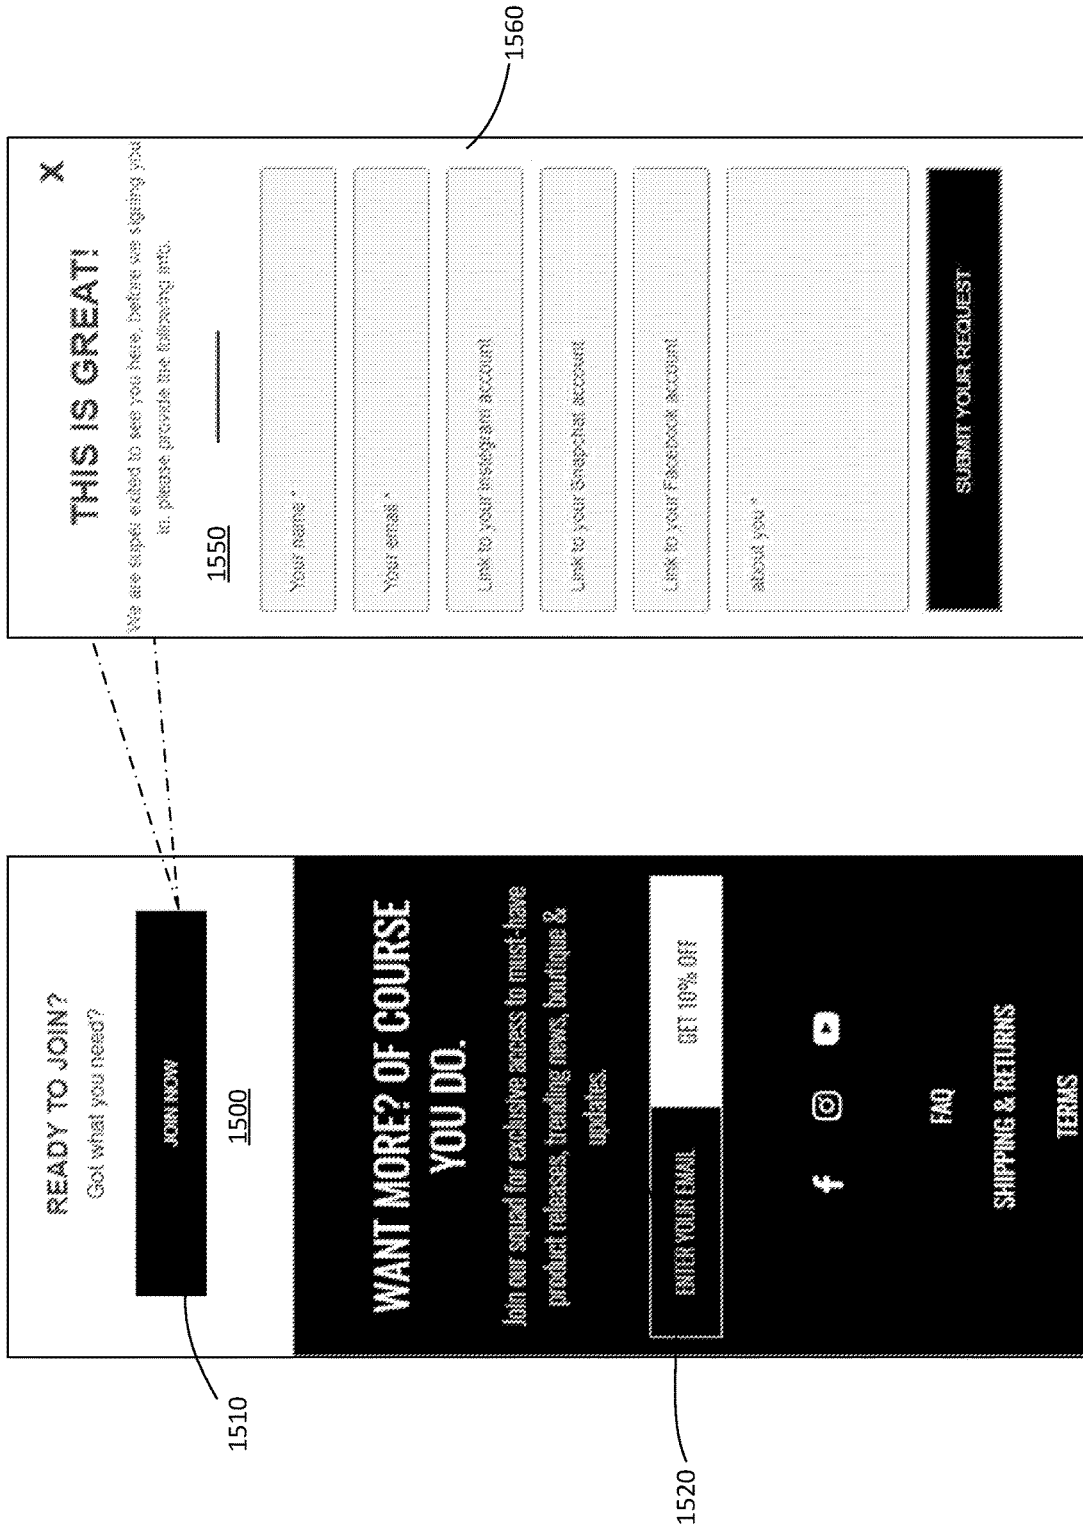 READY TO JOIN?
Got what you need?
JOIN NOW
1500
1510
WANT MORE? OF COURSE
YOU DO.
Join our squad for exclusive access to must-have
product releases, trending news, boutique &
updates.
ENTER YOUR EMAIL
GET 10% OFF
1520
FAQ
SHIPPING & RETURNS
TERMS
X
THIS IS GREAT!
We are super exited to see you here, before we signing you
in, please provide the following info.
1550
1560
Your name *
Your email *
Link to your Instagram account
Link to your Snapchat account
Link to your Facebook account
about you *
SUBMIT YOUR REQUEST